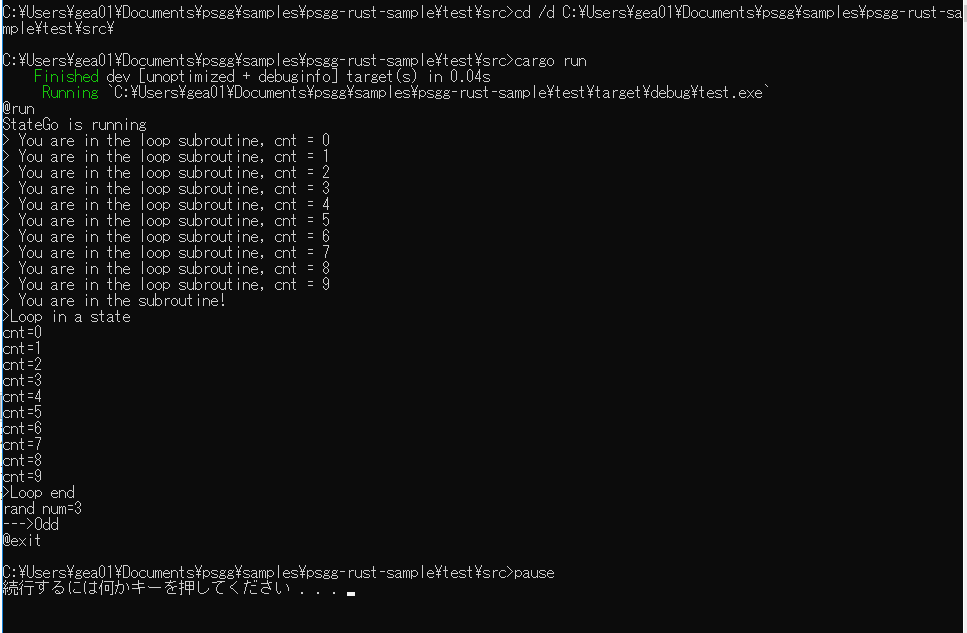 C:¥Users¥gea01¥Documents¥psgg¥samples¥psgg-rust-sample¥test¥src>cd /d C:¥Users¥gea01¥Documents¥psgg¥samples¥psgg-rust-sa
mple¥test¥src¥
C:¥Users¥gea01¥Documents¥psgg¥samples¥psgg-rust-sample¥test¥src>cargo run
Finished dev [unoptimized + debuginfo] target(s) in 0.04s
Running `C:¥Users¥gea01¥Documents¥psgg¥samples¥psgg-rust-sample¥test¥target¥debug¥test.exe`
@run
StateGo is running
> You are in the loop subroutine, cnt = 0
> You are in the loop subroutine, cnt = 1
> You are in the loop subroutine, cnt = 2
> You are in the loop subroutine, cnt = 3
> You are in the loop subroutine, cnt = 4
> You are in the loop subroutine, cnt = 5
> You are in the loop subroutine, cnt = 6
> You are in the loop subroutine, cnt = 7
> You are in the loop subroutine, cnt = 8
> You are in the loop subroutine, cnt = 9
> You are in the subroutine!
>Loop in a state
cnt=0
cnt=1
cnt=2
cnt=3
cnt=4
cnt=5
cnt=6
cnt=7
cnt=8
cnt=9
>Loop end
rand num=3
--->Odd
@exit
C:¥Users¥gea01¥Documents¥psgg¥samples¥psgg-rust-sample¥test¥src>pause
続行するには何かキーを押してください . . .